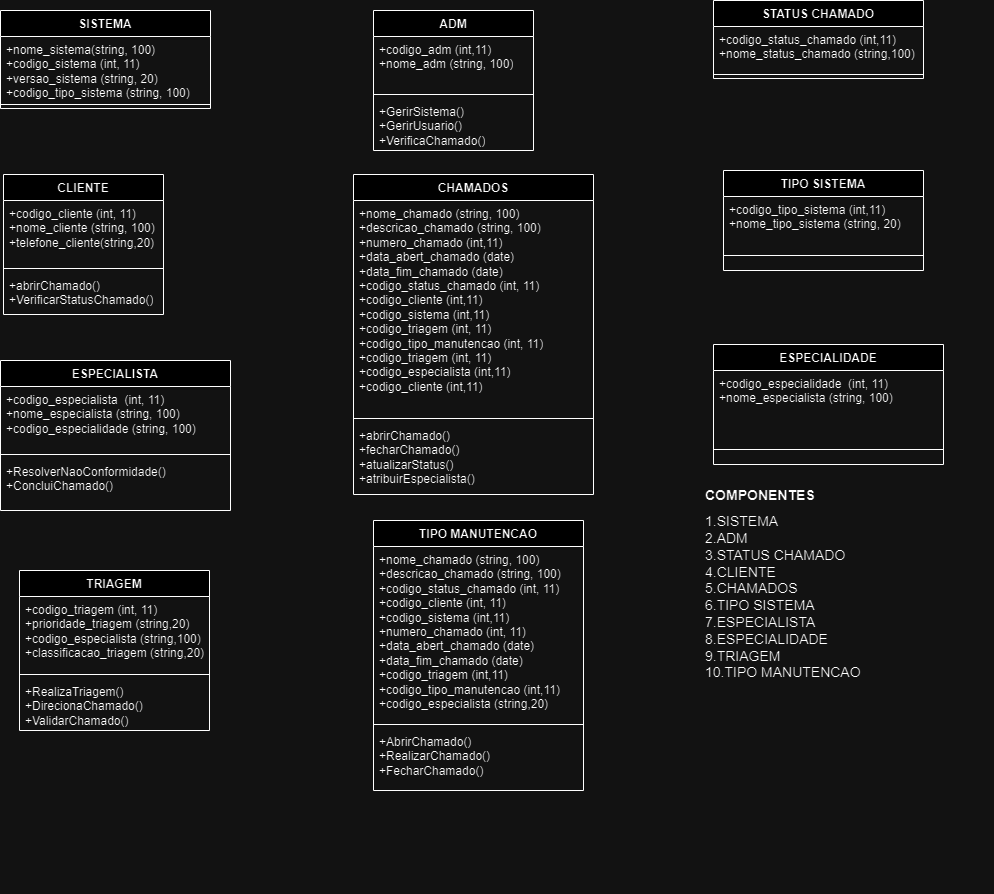 SISTEMA
+nome_sistema(string, 100)
+codigo_sistema (int, 11)
+versao_sistema (string, 20)
+codigo_tipo_sistema (string, 100)
ADM
+codigo_adm (int,11)
+nome_adm (string, 100)
+GerirSistema()
+GerirUsuario()
+VerificaChamado()
STATUS CHAMADO
+codigo_status_chamado (int,11)
+nome_status_chamado (string,100)
CLIENTE
+codigo_cliente (int, 11)
+nome_cliente (string, 100)
+telefone_cliente(string,20)
+abrirChamado()
+VerificarStatusChamado()
CHAMADOS
+nome_chamado (string, 100)
+descricao_chamado (string, 100)
+numero_chamado (int,11)
+data_abert_chamado (date)
+data_fim_chamado (date)
+codigo_status_chamado (int, 11)
+codigo_cliente (int,11)
+codigo_sistema (int,11)
+codigo_triagem (int, 11)
+codigo_tipo_manutencao (int, 11)
+codigo_triagem (int, 11)
+codigo_especialista (int,11)
+codigo_cliente (int,11)
+abrirChamado()
+fecharChamado()
+atualizarStatus()
+atribuirEspecialista()
TIPO SISTEMA
+codigo_tipo_sistema (int,11)
+nome_tipo_sistema (string, 20)
ESPECIALISTA
+codigo_especialista  (int, 11)
+nome_especialista (string, 100)
+codigo_especialidade (string, 100)
+ResolverNaoConformidade()
+ConcluiChamado()
ESPECIALIDADE
+codigo_especialidade  (int, 11)
+nome_especialista (string, 100)
TRIAGEM
+codigo_triagem (int, 11)
+prioridade_triagem (string,20)
+codigo_especialista (string,100)
+classificacao_triagem (string,20)
+RealizaTriagem()
+DirecionaChamado()
+ValidarChamado()
TIPO MANUTENCAO
+nome_chamado (string, 100)
+descricao_chamado (string, 100)
+codigo_status_chamado (int, 11)
+codigo_cliente (int, 11)
+codigo_sistema (int,11)
+numero_chamado (int, 11)
+data_abert_chamado (date)
+data_fim_chamado (date)
+codigo_triagem (int,11)
+codigo_tipo_manutencao (int,11)
+codigo_especialista (string,20)
+AbrirChamado()
+RealizarChamado()
+FecharChamado()
COMPONENTES
1.SISTEMA
2.ADM
3.STATUS CHAMADO
4.CLIENTE
5.CHAMADOS
6.TIPO SISTEMA
7.ESPECIALISTA
8.ESPECIALIDADE
9.TRIAGEM
10.TIPO MANUTENCAO